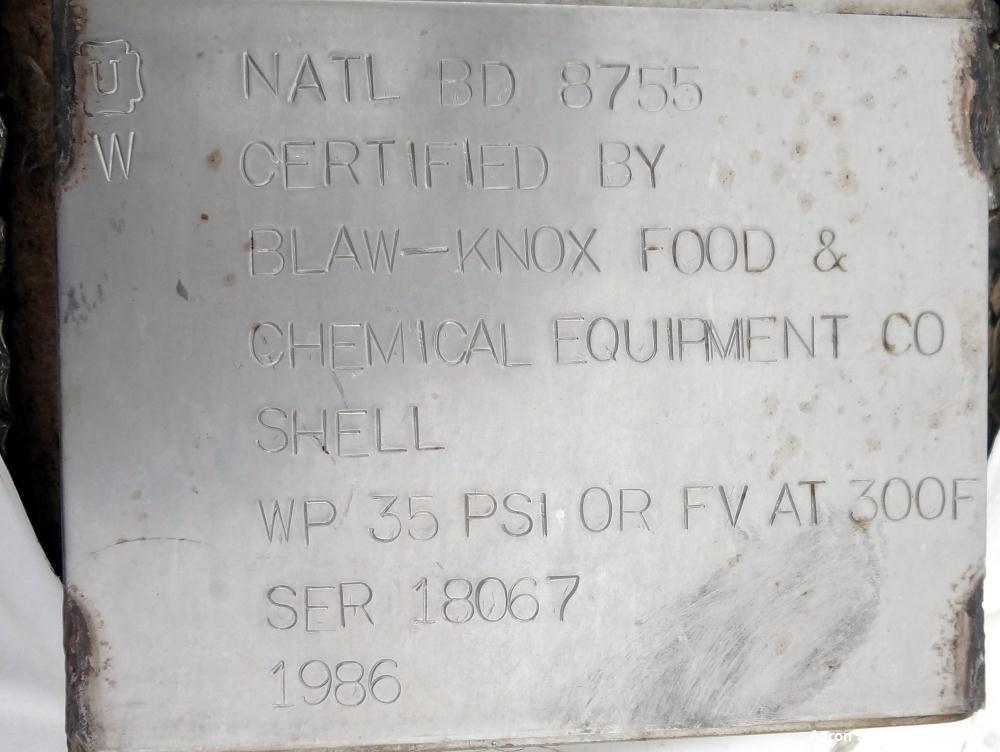 U NATL BD 8755
W CERTIFIED BY
BLAW-KNOX FOOD &
CHEMICAL EQUIPMENT CO
SHELL
WP 35 PSI OR FV AT 300F
SER 18067
1986
Aaron